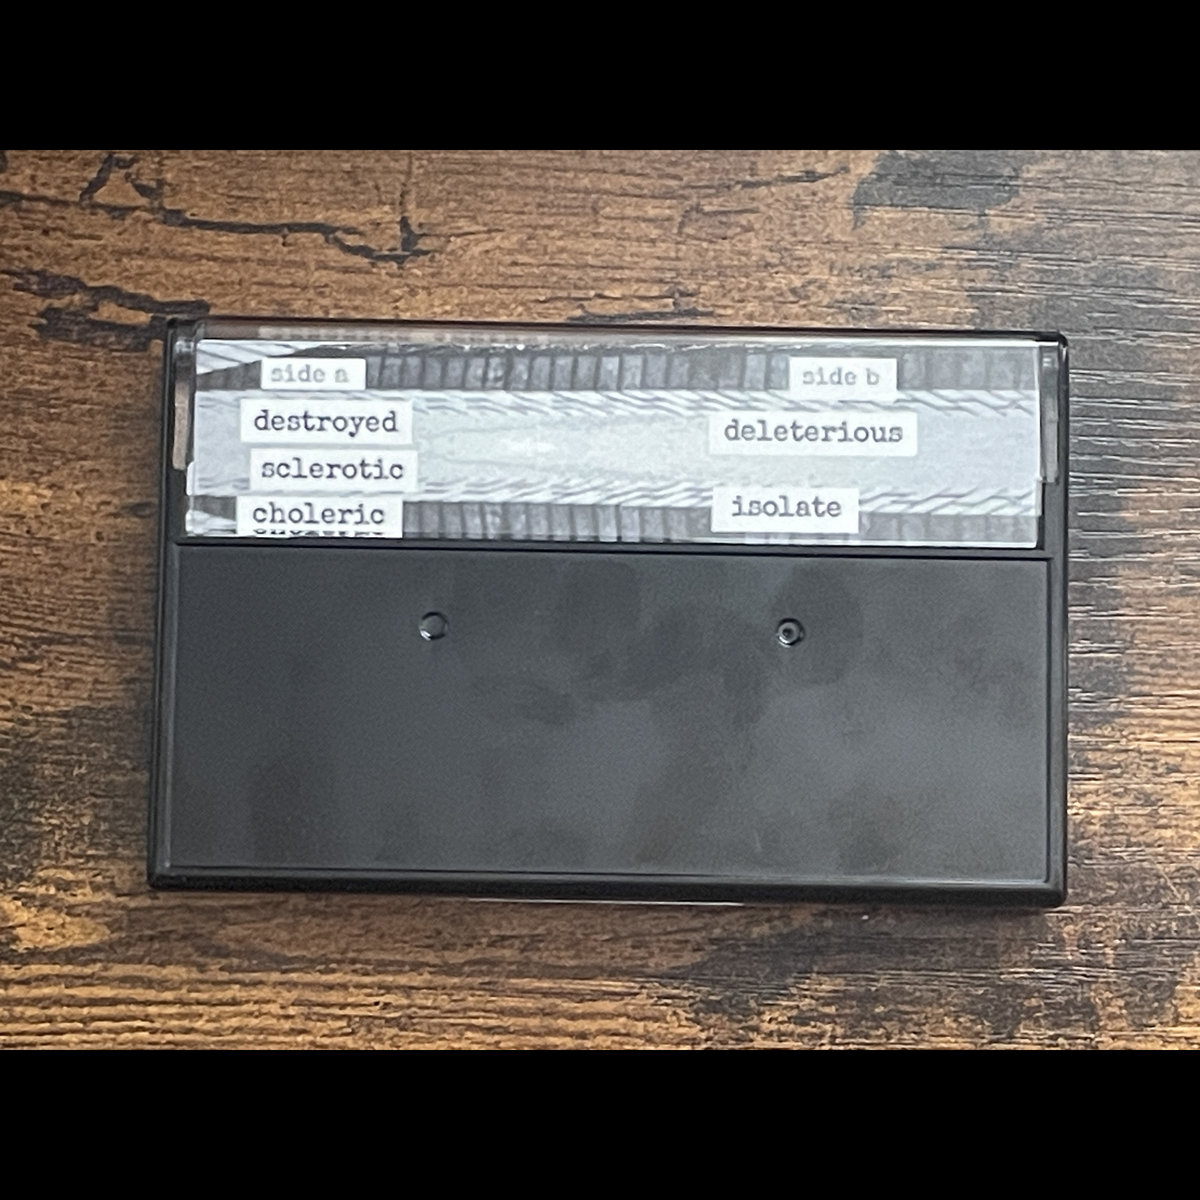 side a
destroyed
sclerotic
choleric
side b
deleterious
isolate